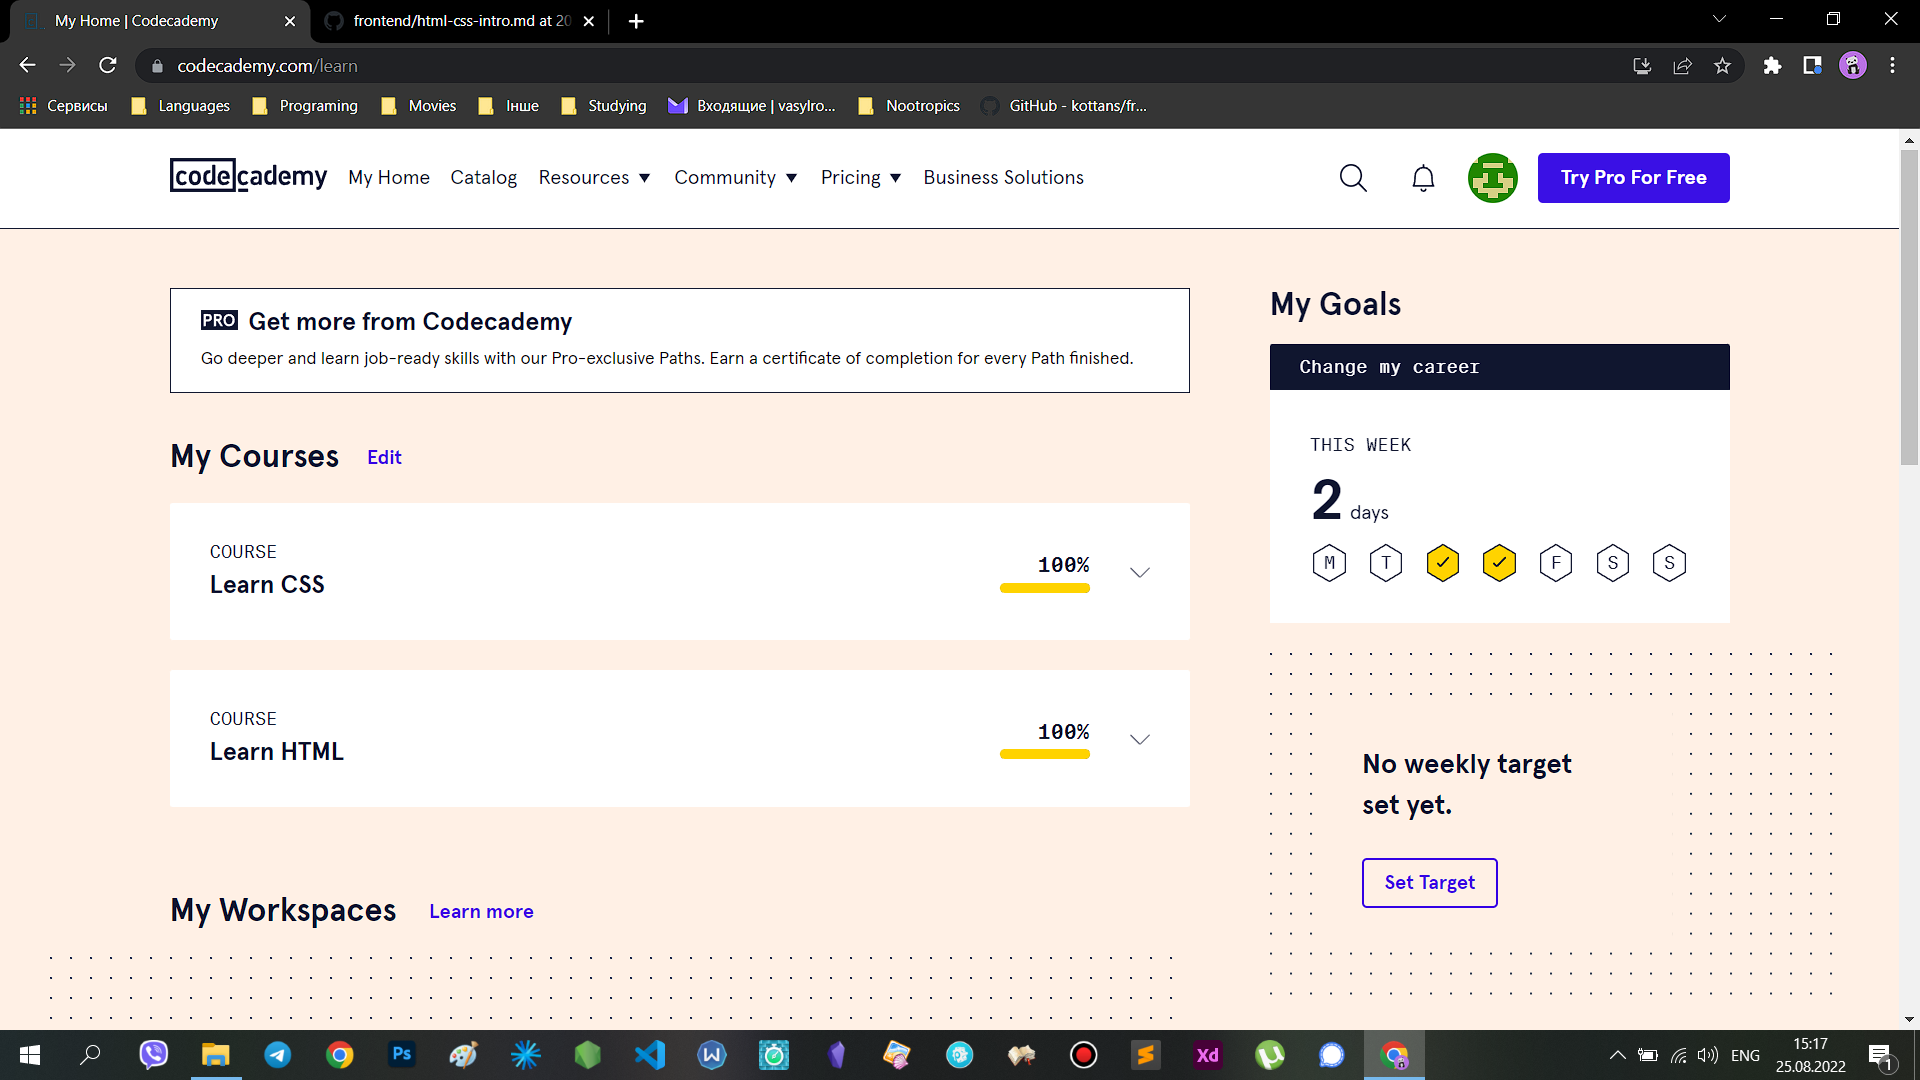 My Home | Codecademy
frontend/html-css-intro.md at 20
codecademy.com/learn
Сервисы
Languages
Programing
Movies
Інше
Studying
Входящие | vasylro...
Nootropics
GitHub - kottans/fr...
codecademy
My Home
Catalog
Resources
Community
Pricing
Business Solutions
Try Pro For Free
PRO Get more from Codecademy
Go deeper and learn job-ready skills with our Pro-exclusive Paths. Earn a certificate of completion for every Path finished.
My Courses
Edit
COURSE
Learn CSS
100%
COURSE
Learn HTML
100%
My Workspaces
Learn more
My Goals
Change my career
THIS WEEK
2 days
M T F S S
No weekly target
set yet.
Set Target
Ps
W
Xd
ENG
15:17
25.08.2022
1